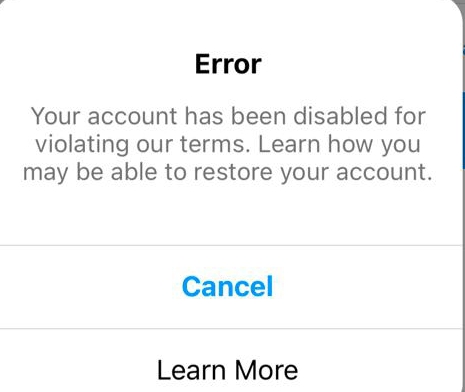 Error
Your account has been disabled for
violating our terms. Learn how you
may be able to restore your account.
Cancel
Learn More